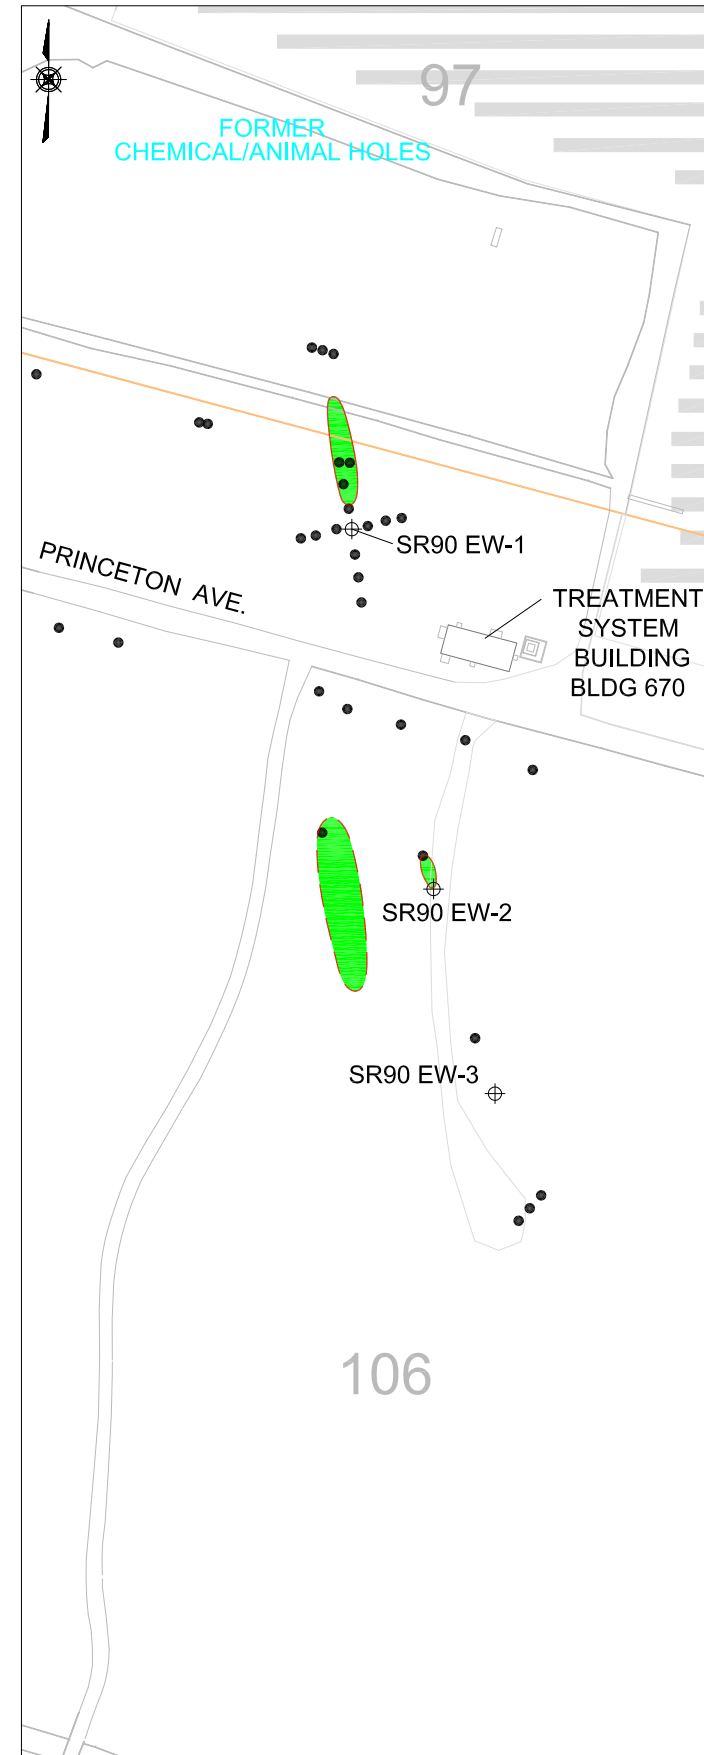 97
FORMER
CHEMICAL/ANIMAL HOLES
SR90 EW-1
PRINCETON AVE.
TREATMENT
SYSTEM
BUILDING
BLDG 670
SR90 EW-2
SR90 EW-3
106